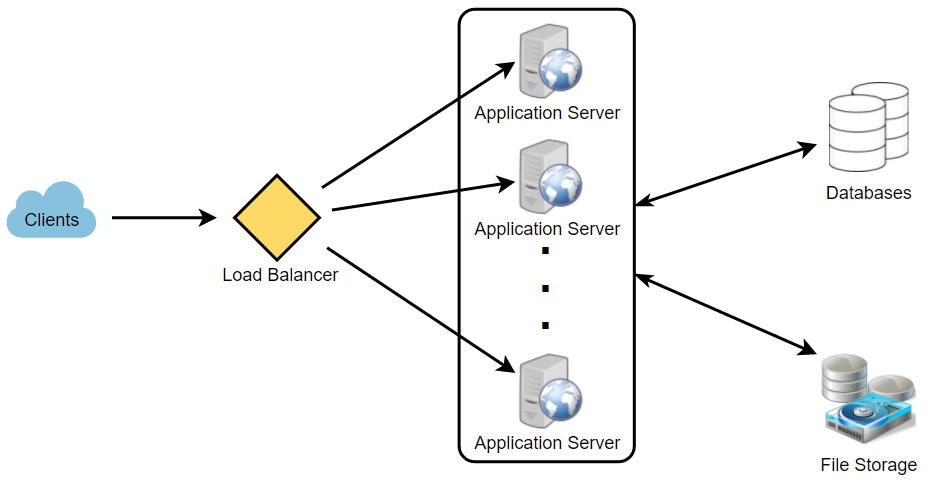 Clients
Load Balancer
Application Server
Application Server
Application Server
Databases
File Storage